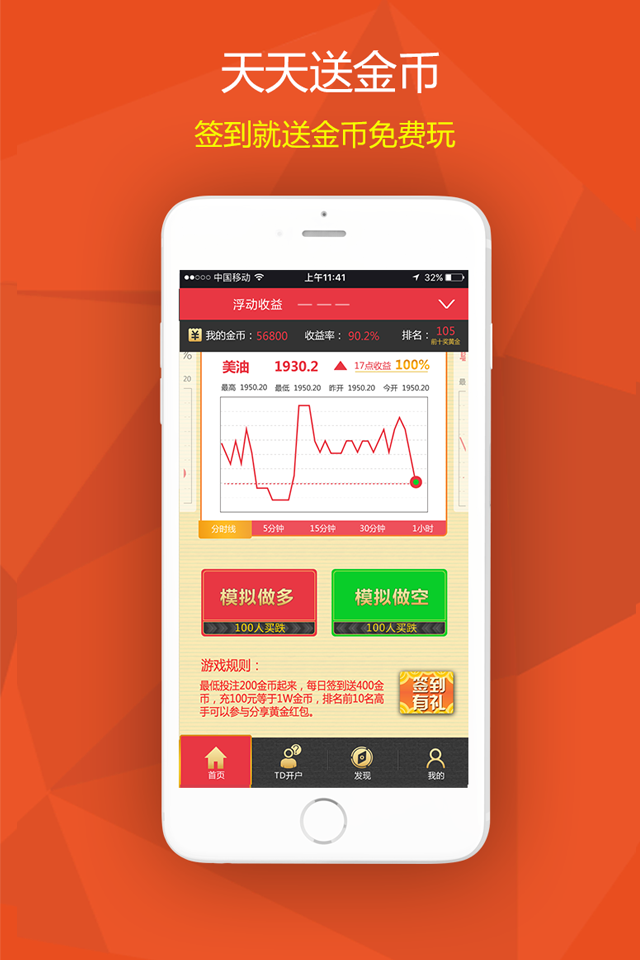 天天送金币
签到就送金币免费玩
中国移动 上午11:41 32%
浮动收益 — — —
我的金币：56800 收益率： 90.2% 排名： 105
前十奖黄金
美油 1930.2 17点收益 100%
最高 1950.20 最低 1950.20 昨开 1950.20 今开 1950.20
分时线 5分钟 15分钟 30分钟 1小时
模拟做多 模拟做空
100人买跌 100人买跌
游戏规则：
最低投注200金币起来，每日签到送400金
币，充100元等于1W金币，排名前10名高
手可以参与分享黄金红包。
签到
有礼
首页 TD开户 发现 我的